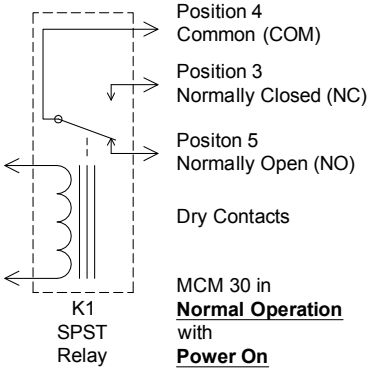 Position 4
Common (COM)
Position 3
Normally Closed (NC)
Positon 5
Normally Open (NO)
Dry Contacts
MCM 30 in
Normal Operation
with
Power On
K1
SPST
Relay